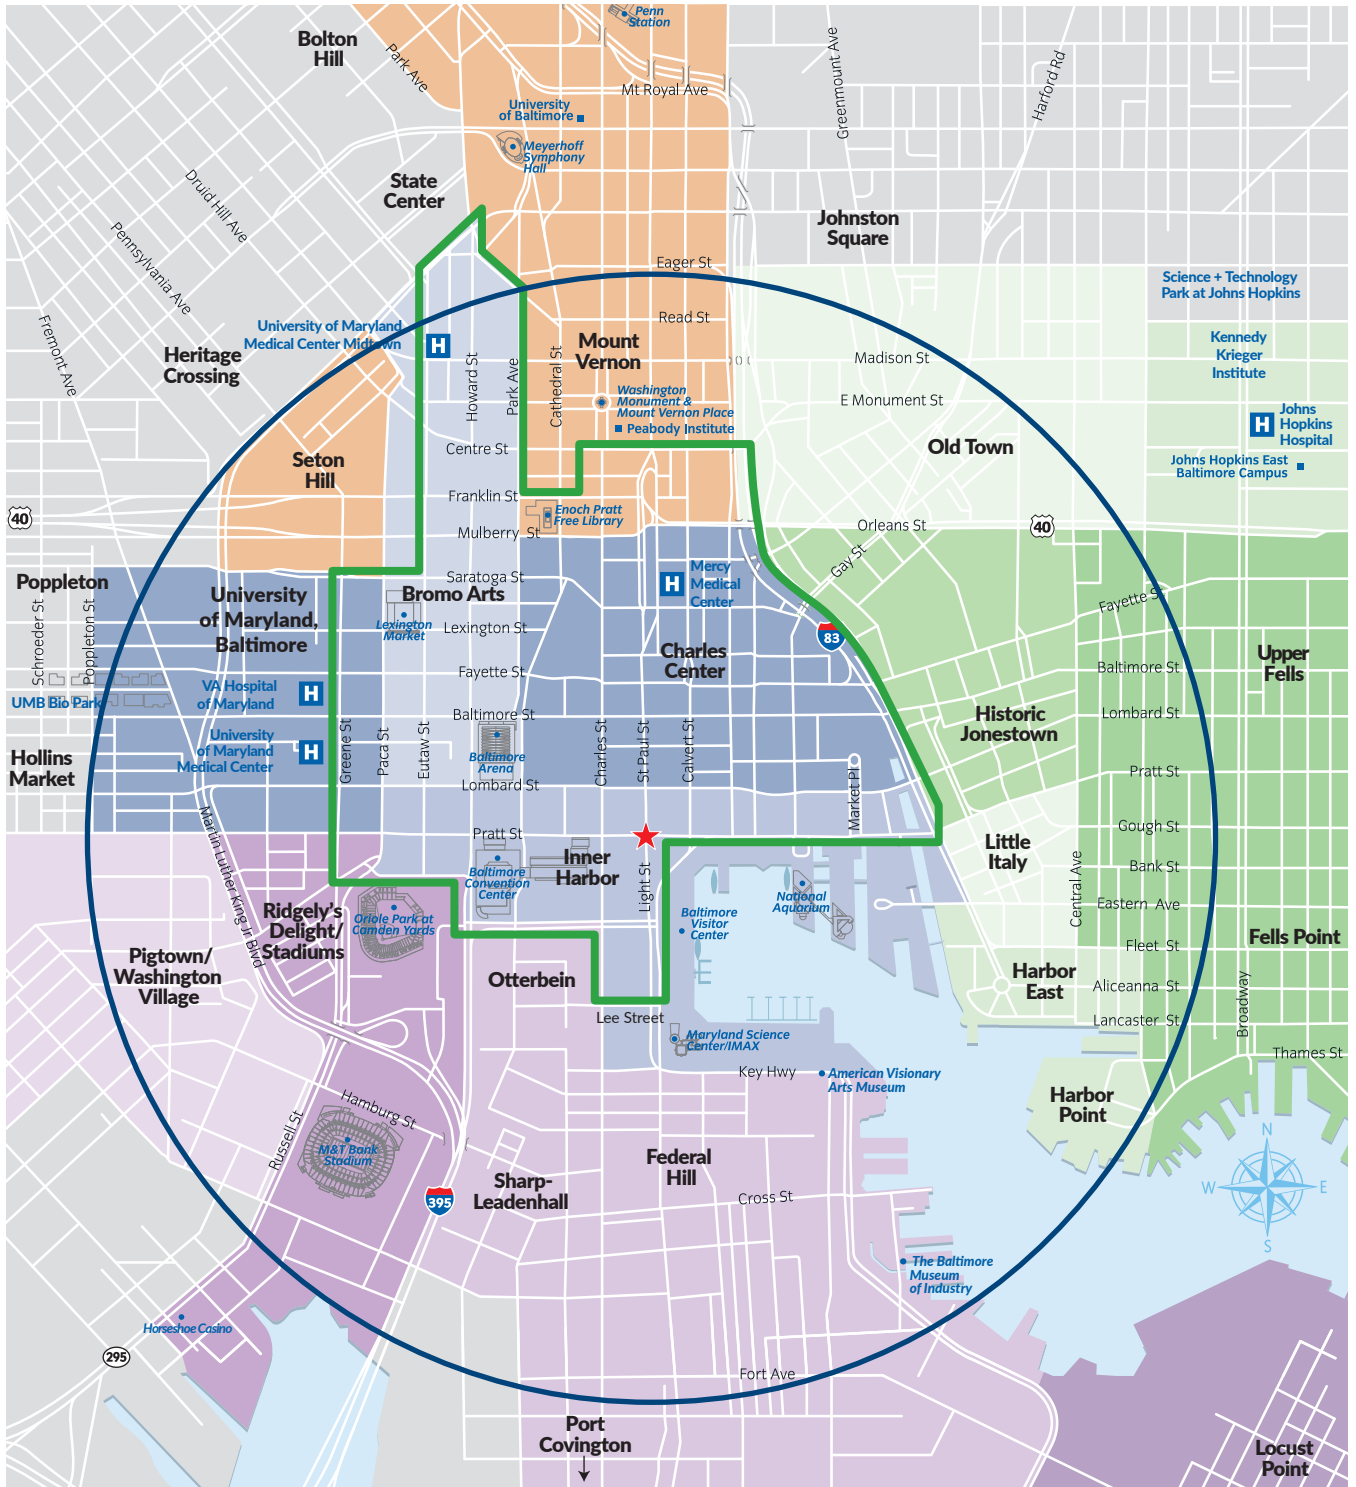 Penn
Station
Bolton
Hill
Park Ave
Greenmount Ave
Harford Rd
Mt Royal Ave
University
of Baltimore
Meyerhoff
Symphony
Hall
State
Center
Druid Hill Ave
Pennsylvania Ave
Johnston
Square
Eager St
Science + Technology
Park at Johns Hopkins
Fremont Ave
University of Maryland
Medical Center Midtown
H
Read St
Mount
Vernon
Kennedy
Krieger
Institute
Heritage
Crossing
Howard St
Park Ave
Cathedral St
Madison St
Washington
Monument &
Mount Vernon Place
Peabody Institute
E Monument St
H
Johns
Hopkins
Hospital
Centre St
Old Town
Johns Hopkins East
Baltimore Campus
Seton
Hill
Franklin St
Enoch Pratt
Free Library
40
Mulberry St
Orleans St
40
Gay St
Saratoga St
H
Mercy
Medical
Center
Poppleton
Schroeder St
Poppleton St
University
of Maryland,
Baltimore
Bromo Arts
Lexington
Market
Lexington St
Fayette St
83
Charles
Center
Fayette St
Baltimore St
Upper
Fells
VA Hospital
of Maryland
H
UMB Bio Park
Baltimore St
Historic
Jonestown
Lombard St
University
of Maryland
Medical Center
H
Greene St
Paca St
Eutaw St
Baltimore
Arena
Charles St
St Paul St
Calvert St
Market Pl
Hollins
Market
Lombard St
Pratt St
Martin Luther King Jr Blvd
Pratt St
Inner
Harbor
Little
Italy
Gough St
Bank St
Baltimore
Convention
Center
Light St
National
Aquarium
Central Ave
Eastern Ave
Ridgely's
Delight/
Stadiums
Oriole Park at
Camden Yards
Baltimore
Visitor
Center
Fleet St
Fells Point
Pigtown/
Washington
Village
Otterbein
Harbor
East
Aliceanna St
Broadway
Lee Street
Lancaster St
Maryland Science
Center/IMAX
Thames St
Key Hwy
American Visionary
Arts Museum
Harbor
Point
Hamburg St
Russell St
M&T Bank
Stadium
N
W
E
S
Federal
Hill
395
Sharp-
Leadenhall
Cross St
The Baltimore
Museum
of Industry
Horseshoe Casino
295
Fort Ave
Port
Covington
Locust
Point